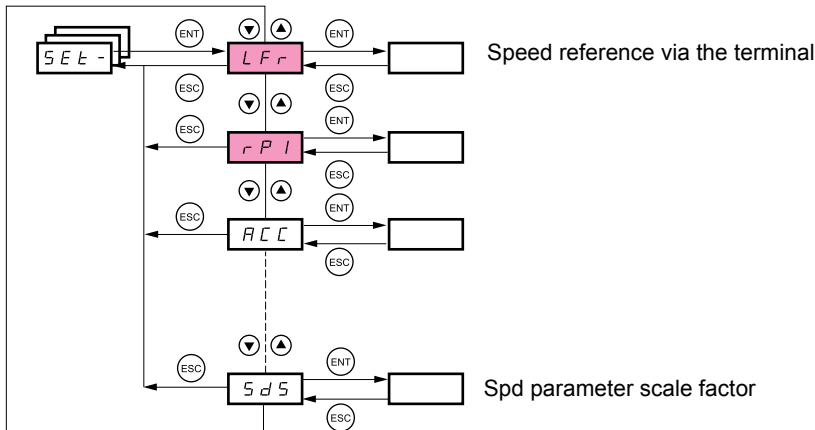 ENT
ENT
SEt -
LFr
Speed reference via the terminal
ESC
ESC
ESC
ENT
rPI
ESC
ESC
ENT
ACC
ESC
ESC
ENT
SdS
Spd parameter scale factor
ESC